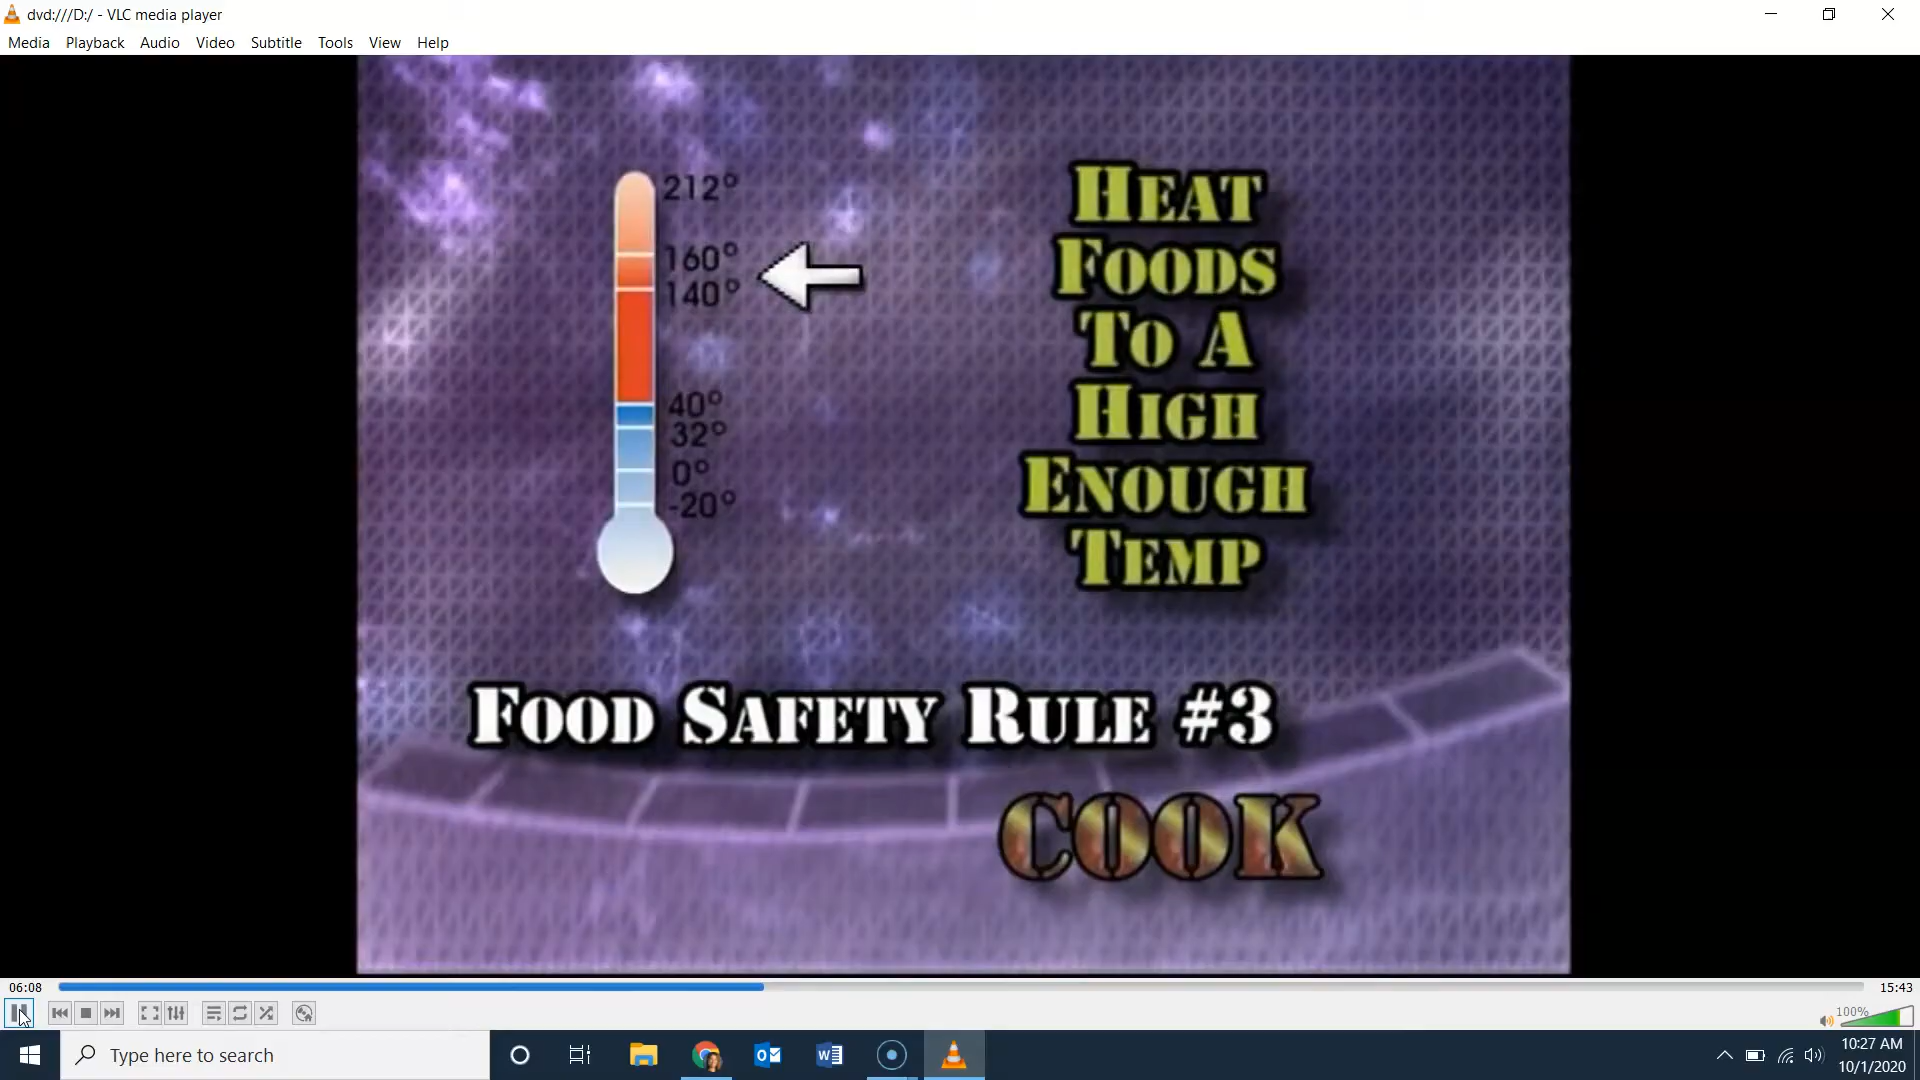 dvd:///D:/ - VLC media player
Media Playback Audio Video Subtitle Tools View Help
212°
160°
140°
40°
32°
0°
-20°
HEAT
FOODS
TO A
HIGH
ENOUGH
TEMP
FOOD SAFETY RULE #3
COOK
06:08
15:43
100%
Type here to search
10:27 AM
10/1/2020